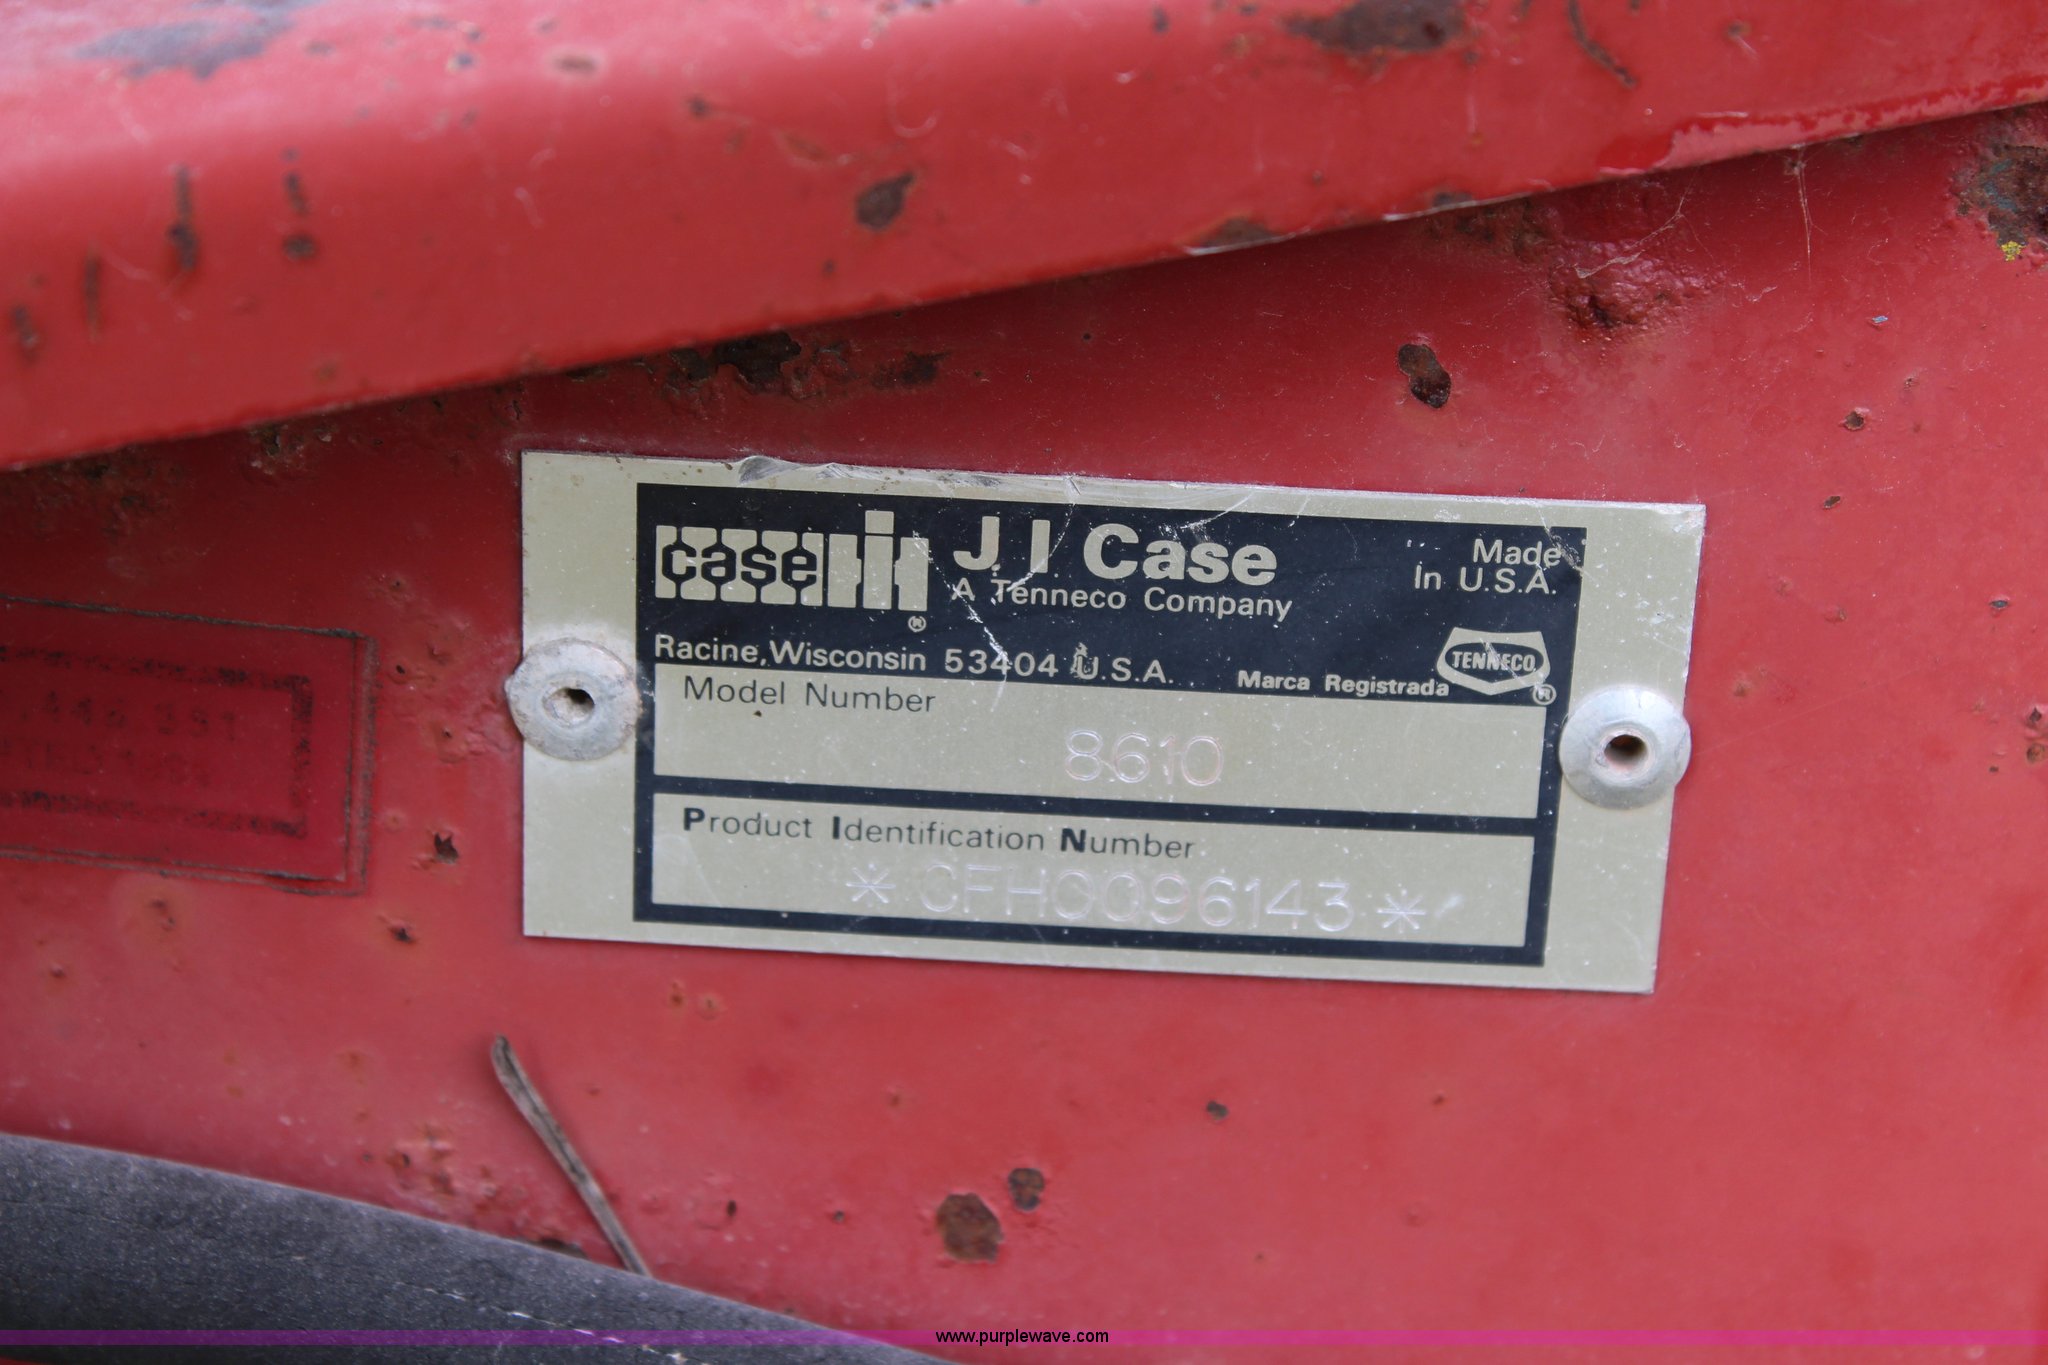 case iH ®
J I Case
A Tenneco Company
Made
In U.S.A.
Racine, Wisconsin 53404 U.S.A.
Marca Registrada
TENNECO ®
Model Number
8610
Product Identification Number
* CFH0096143 *
www.purplewave.com